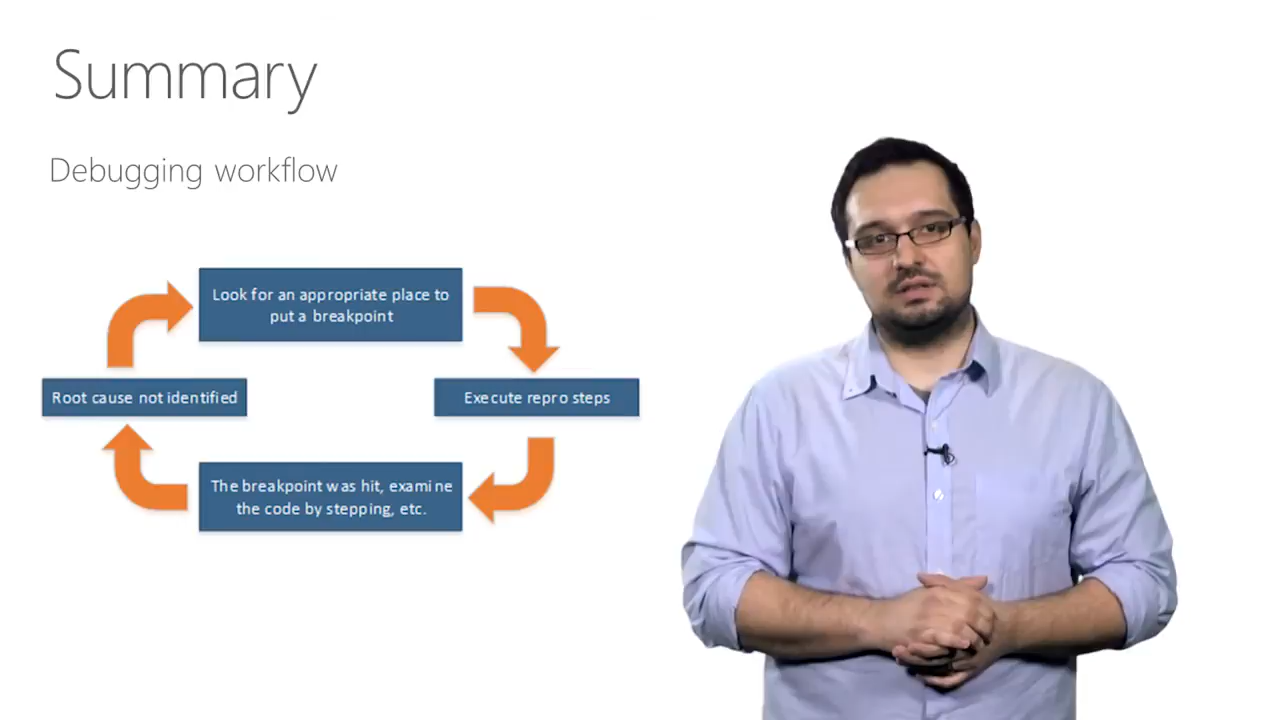 Summary
Debugging workflow
Look for an appropriate place to
put a breakpoint
Root cause not identified
Execute repro steps
The breakpoint was hit, examine
the code by stepping, etc.